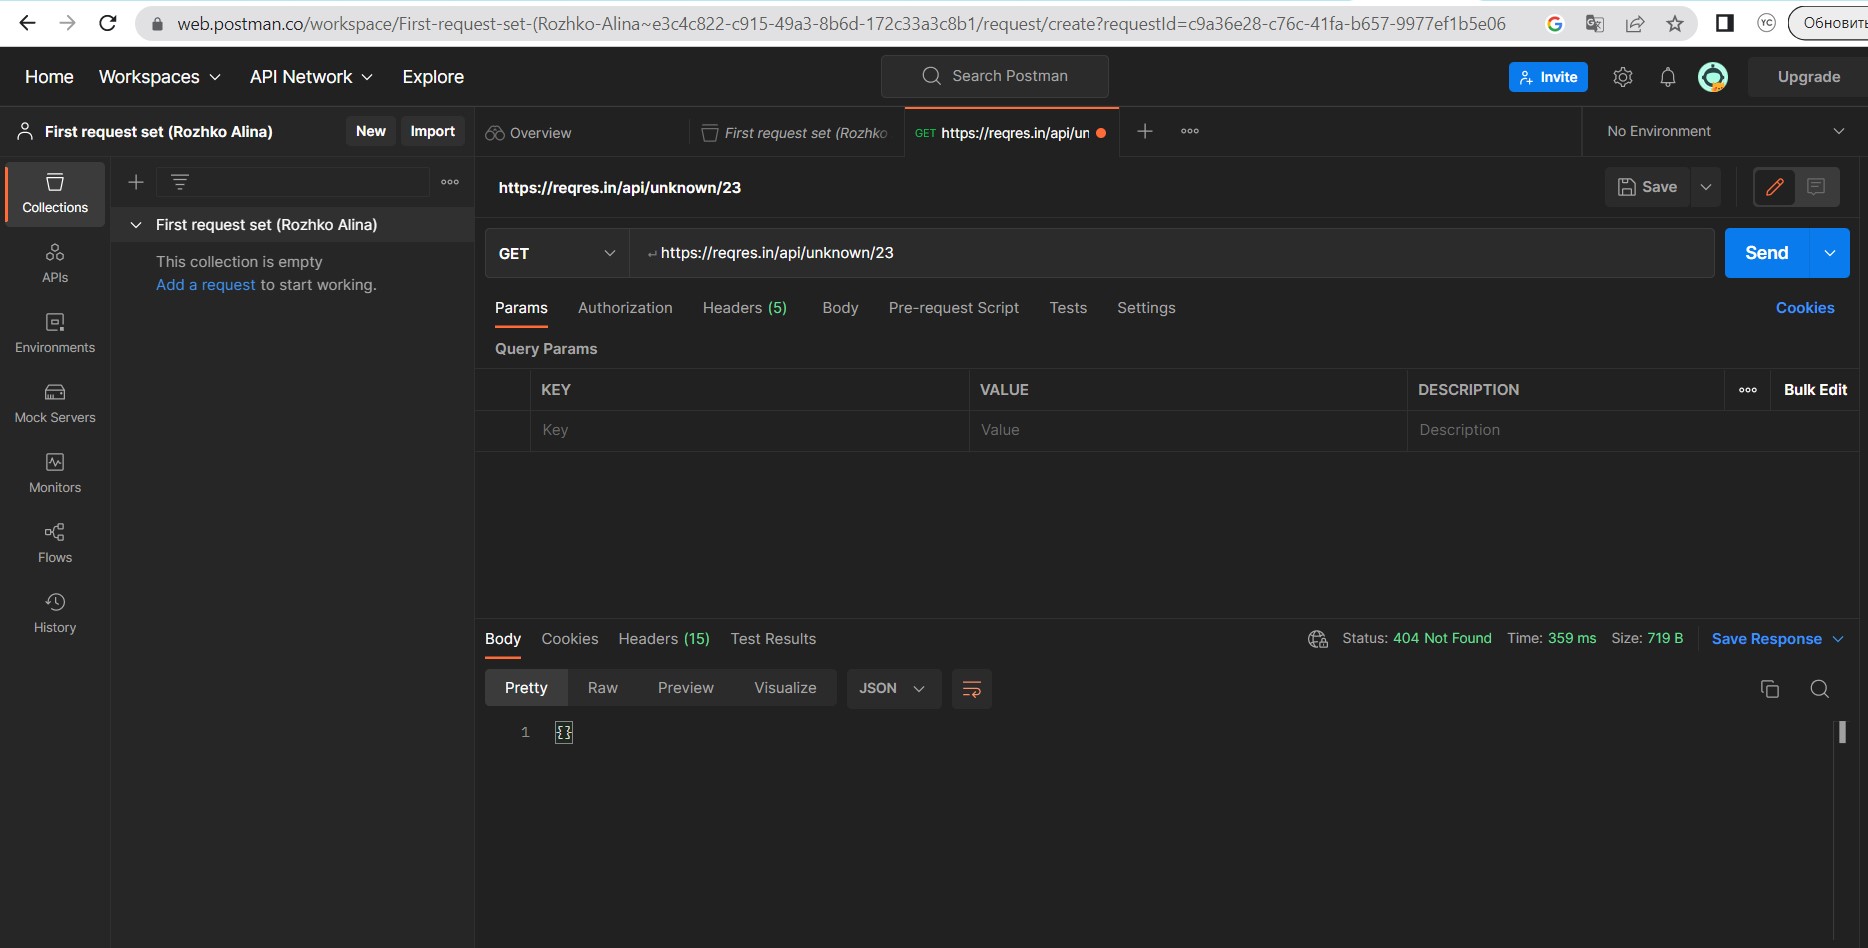 web.postman.co/workspace/First-request-set-(Rozhko-Alina~e3c4c822-c915-49a3-8b6d-172c33a3c8b1/request/create?requestId=c9a36e28-c76c-41fa-b657-9977ef1b5e06
YC
Обновить
Home Workspaces API Network Explore
Search Postman
Invite
Upgrade
First request set (Rozhko Alina)
New Import
Overview
First request set (Rozhko
GET https://reqres.in/api/un
No Environment
Collections
APIs
Environments
Mock Servers
Monitors
Flows
History
First request set (Rozhko Alina)
This collection is empty
Add a request to start working.
https://reqres.in/api/unknown/23
Save
GET
https://reqres.in/api/unknown/23
Send
Params Authorization Headers (5) Body Pre-request Script Tests Settings
Cookies
Query Params
KEY VALUE DESCRIPTION
Bulk Edit
Key Value Description
Body Cookies Headers (15) Test Results
Status: 404 Not Found Time: 359 ms Size: 719 B
Save Response
Pretty Raw Preview Visualize JSON
1 {}